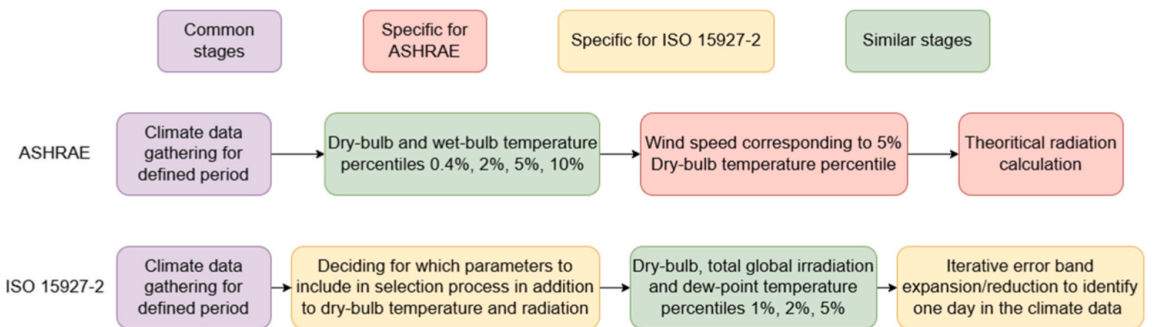 Common
stages
Specific for
ASHRAE
Specific for ISO 15927-2
Similar stages
ASHRAE
Climate data
gathering for
defined period
Dry-bulb and wet-bulb temperature
percentiles 0.4%, 2%, 5%, 10%
Wind speed corresponding to 5%
Dry-bulb temperature percentile
Theoritical radiation
calculation
ISO 15927-2
Climate data
gathering for
defined period
Deciding for which parameters to
include in selection process in addition
to dry-bulb temperature and radiation
Dry-bulb, total global irradiation
and dew-point temperature
percentiles 1%, 2%, 5%
Iterative error band
expansion/reduction to identify
one day in the climate data